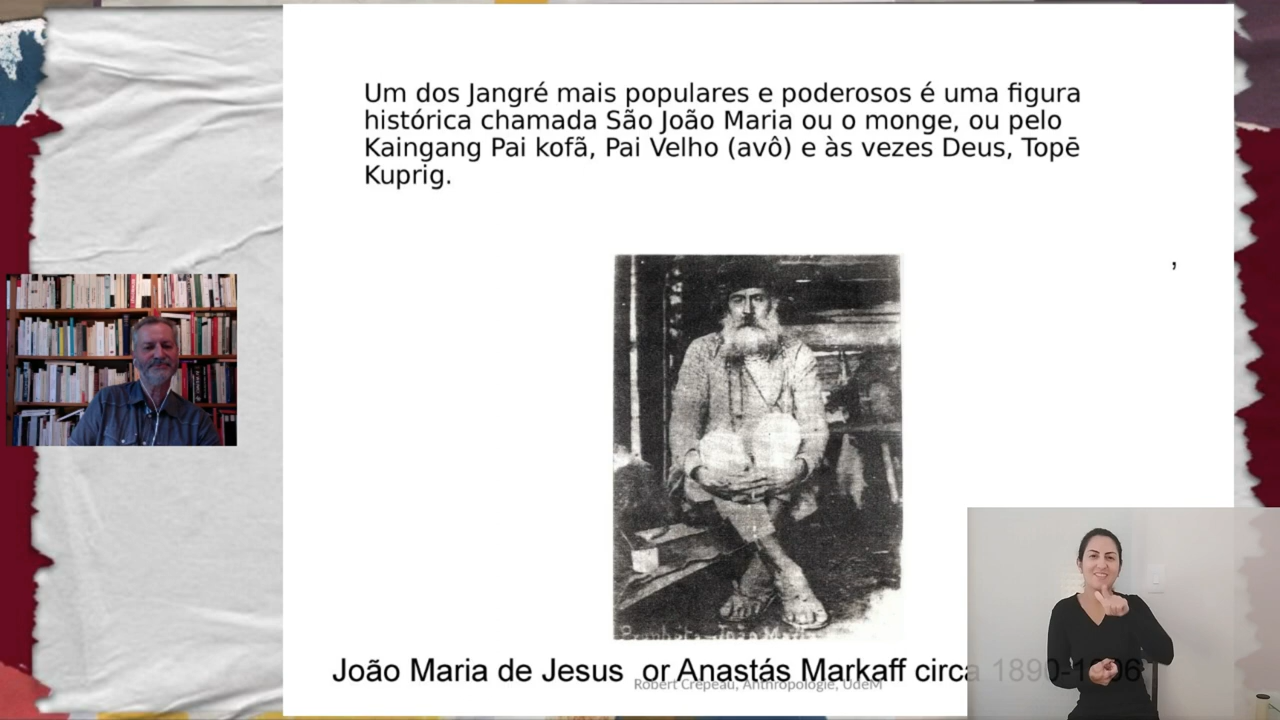 Um dos Jangré mais populares e poderosos é uma figura
histórica chamada São João Maria ou o monge, ou pelo
Kaingang Pai kofã, Pai Velho (avô) e às vezes Deus, Topē
Kuprig.
,
João Maria de Jesus or Anastás Markaff circa 1890-1906
Robert Crépeau, Anthropologie, UdeM